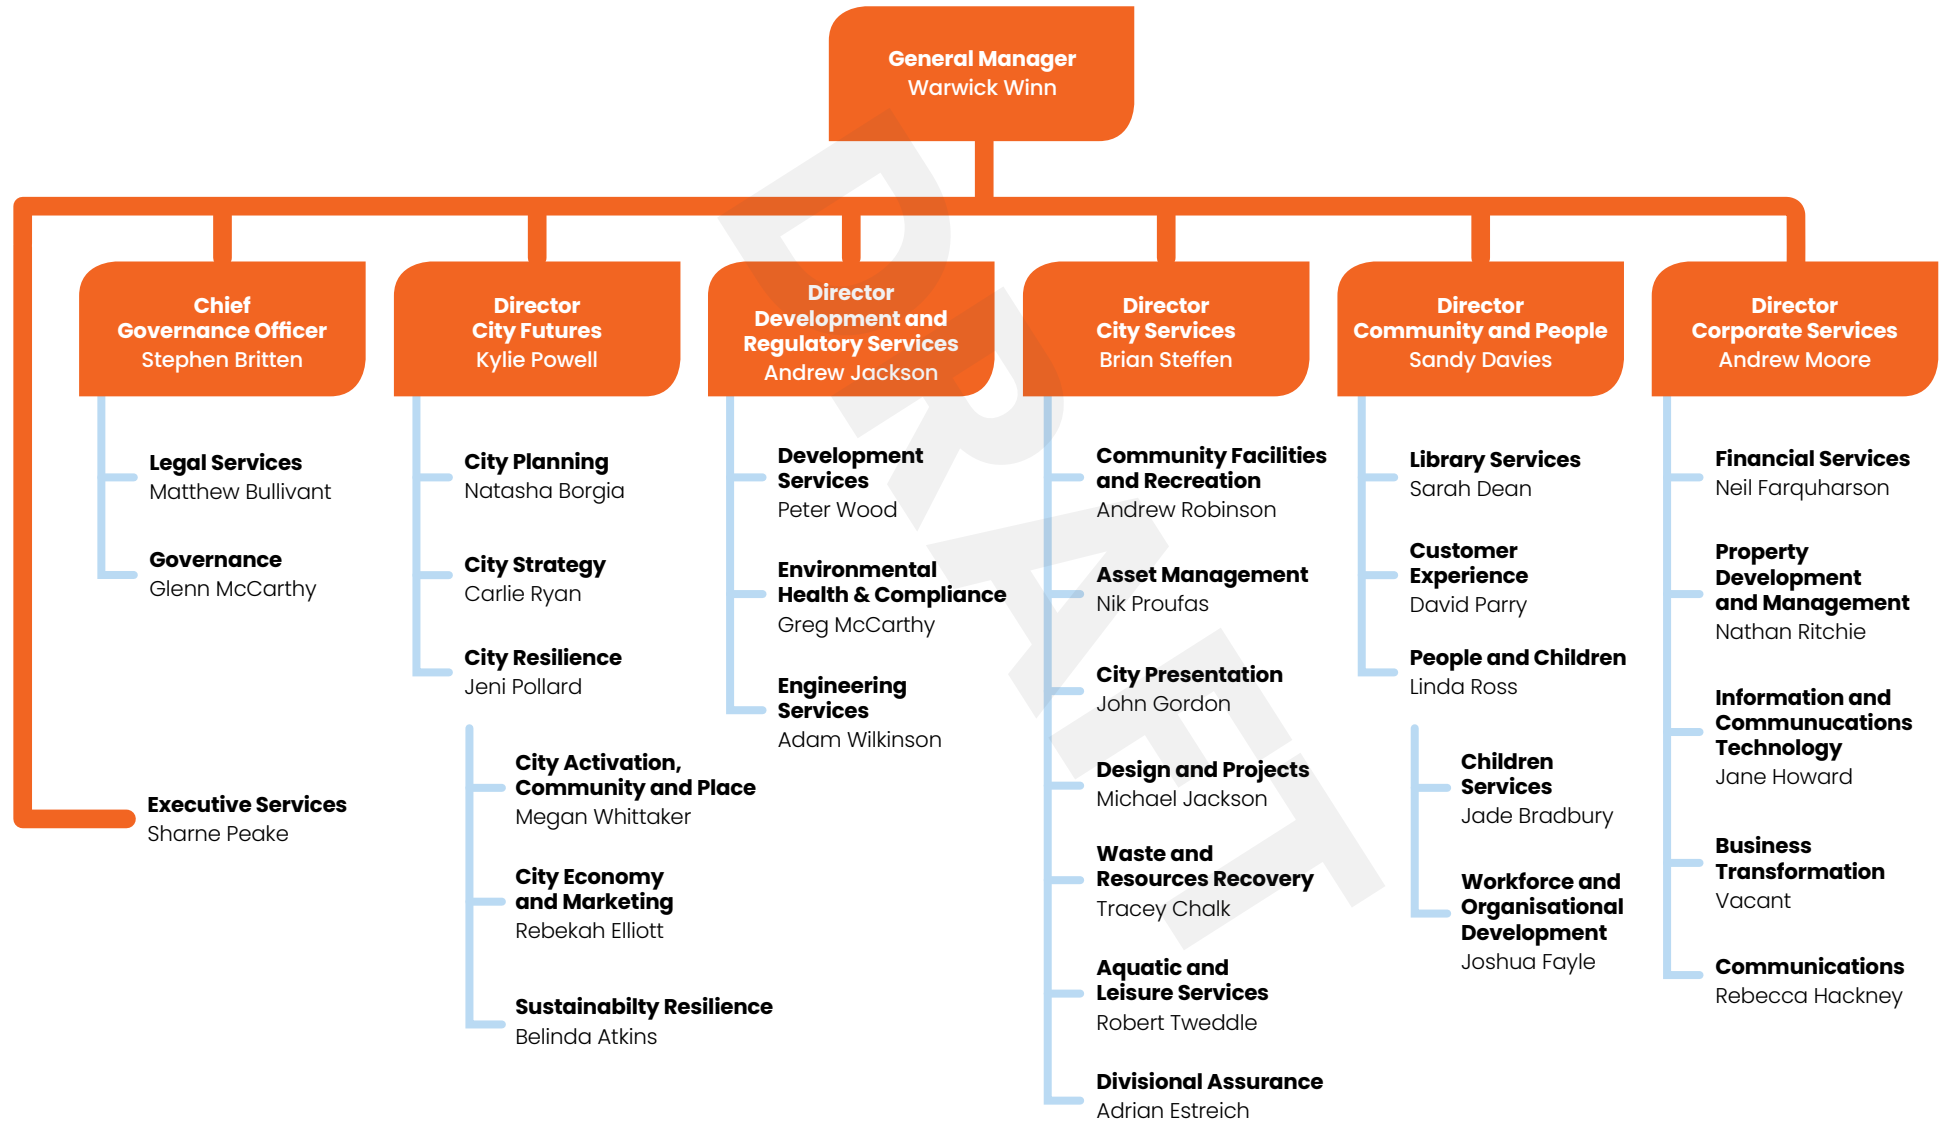 General Manager
Warwick Winn
Chief
Governance Officer
Stephen Britten
Legal Services
Matthew Bullivant
Governance
Glenn McCarthy
Executive Services
Sharne Peake
Director
City Futures
Kylie Powell
City Planning
Natasha Borgia
City Strategy
Carlie Ryan
City Resilience
Jeni Pollard
City Activation,
Community and Place
Megan Whittaker
City Economy
and Marketing
Rebekah Elliott
Sustainabilty Resilience
Belinda Atkins
Director
Development and
Regulatory Services
Andrew Jackson
Development
Services
Peter Wood
Environmental
Health & Compliance
Greg McCarthy
Engineering
Services
Adam Wilkinson
Director
City Services
Brian Steffen
Community Facilities
and Recreation
Andrew Robinson
Asset Management
Nik Proufas
City Presentation
John Gordon
Design and Projects
Michael Jackson
Waste and
Resources Recovery
Tracey Chalk
Aquatic and
Leisure Services
Robert Tweddle
Divisional Assurance
Adrian Estreich
Director
Community and People
Sandy Davies
Library Services
Sarah Dean
Customer
Experience
David Parry
People and Children
Linda Ross
Children
Services
Jade Bradbury
Workforce and
Organisational
Development
Joshua Fayle
Director
Corporate Services
Andrew Moore
Financial Services
Neil Farquharson
Property
Development
and Management
Nathan Ritchie
Information and
Communucations
Technology
Jane Howard
Business
Transformation
Vacant
Communications
Rebecca Hackney
DRAFT